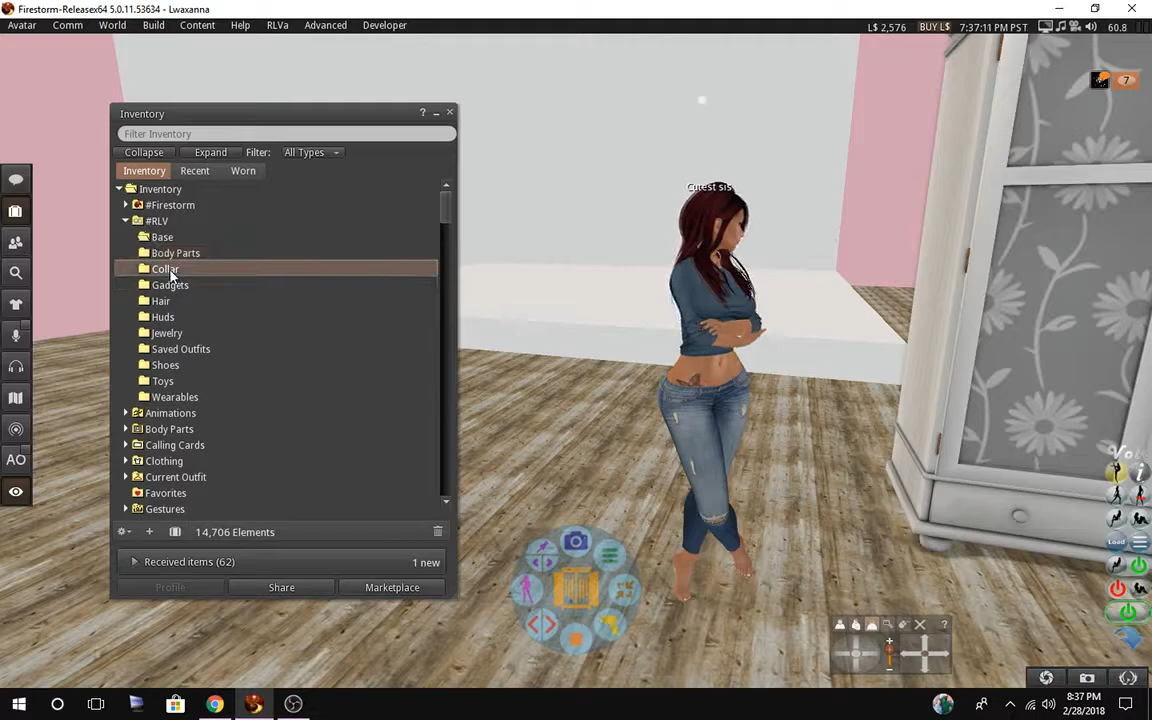 Firestorm-Releasex64 5.0.11.53634 - Lwaxanna
Avatar Comm World Build Content Help RLVa Advanced Developer
L$ 2,576 BUY L$ 7:37:11 PM PST 60.8
7
Inventory ?
Filter Inventory
Collapse Expand Filter: All Types
Inventory Recent Worn
Inventory
#Firestorm
#RLV
Base
Body Parts
Collar
Gadgets
Hair
Huds
Jewelry
Saved Outfits
Shoes
Toys
Wearables
Animations
Body Parts
Calling Cards
Clothing
Current Outfit
Favorites
Gestures
14,706 Elements
Received items (62) 1 new
Profile Share Marketplace
Cutest sis
AO
Load
?
8:37 PM
2/28/2018